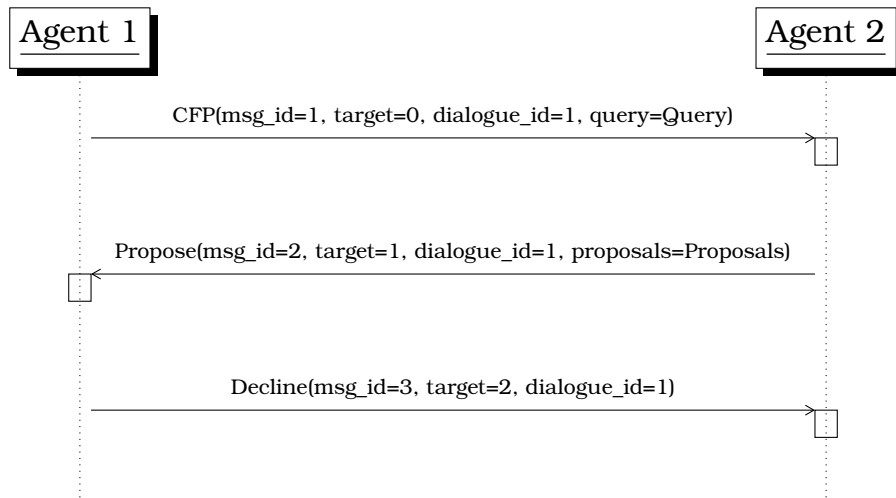 Agent 1
Agent 2
CFP(msg_id=1, target=0, dialogue_id=1, query=Query)
Propose(msg_id=2, target=1, dialogue_id=1, proposals=Proposals)
Decline(msg_id=3, target=2, dialogue_id=1)